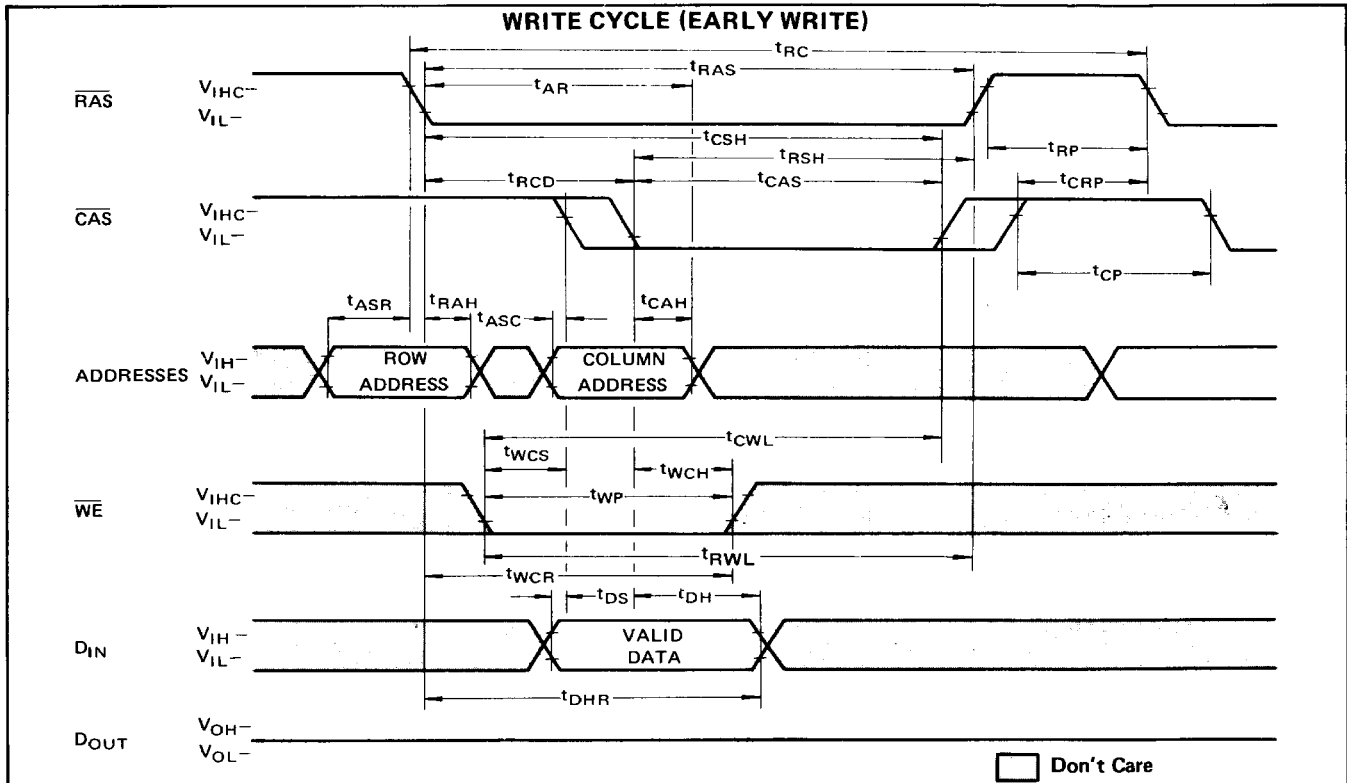 WRITE CYCLE (EARLY WRITE)
tRC
tRAS
tAR
RAS
VIHC–
VIL–
tCSH
tRSH
tRP
tRCD
tCAS
tCRP
CAS
VIHC–
VIL–
tCP
tASR
tRAH
tASC
tCAH
ADDRESSES
VIH–
VIL–
ROW
ADDRESS
COLUMN
ADDRESS
tCWL
tWCS
tWCH
WE
VIHC–
VIL–
tWP
tRWL
tWCR
tDS
tDH
DIN
VIH–
VIL–
VALID
DATA
tDHR
DOUT
VOH–
VOL–
Don't Care